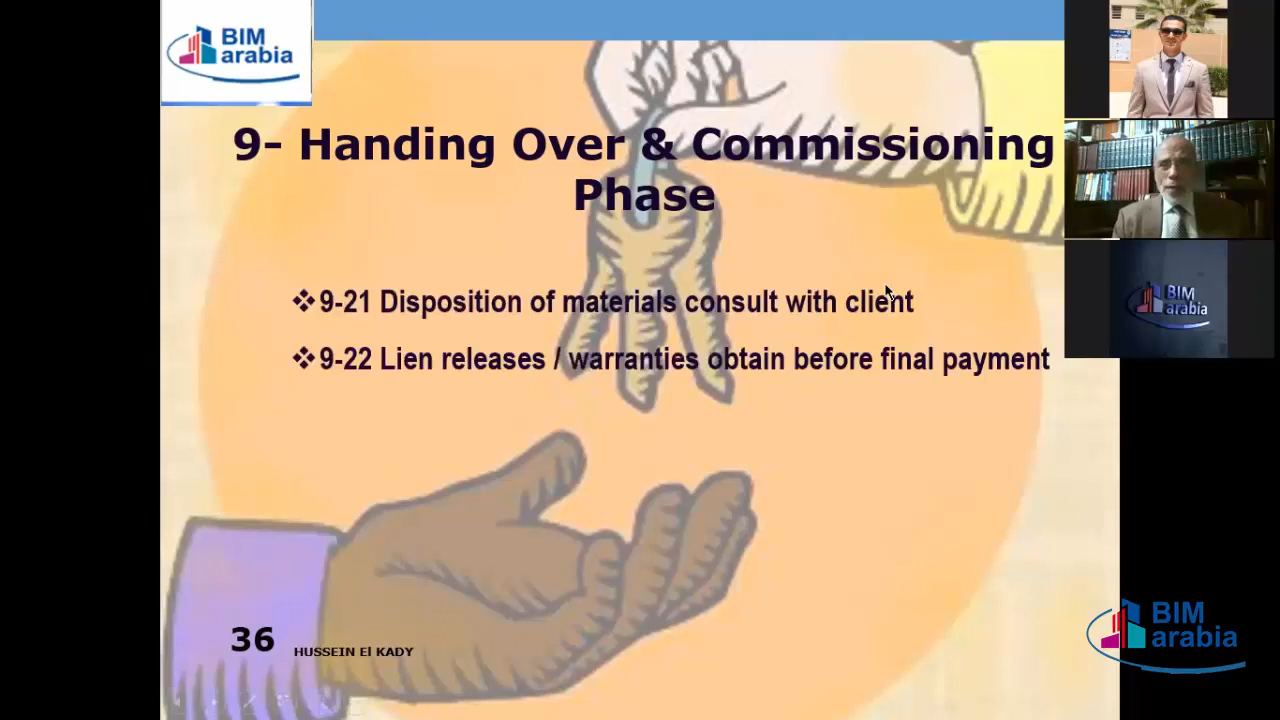 BIM
arabia
9- Handing Over & Commissioning
Phase
❖9-21 Disposition of materials consult with client
❖9-22 Lien releases / warranties obtain before final payment
36
HUSSEIN El KADY
BIM
arabia
BIM
arabia